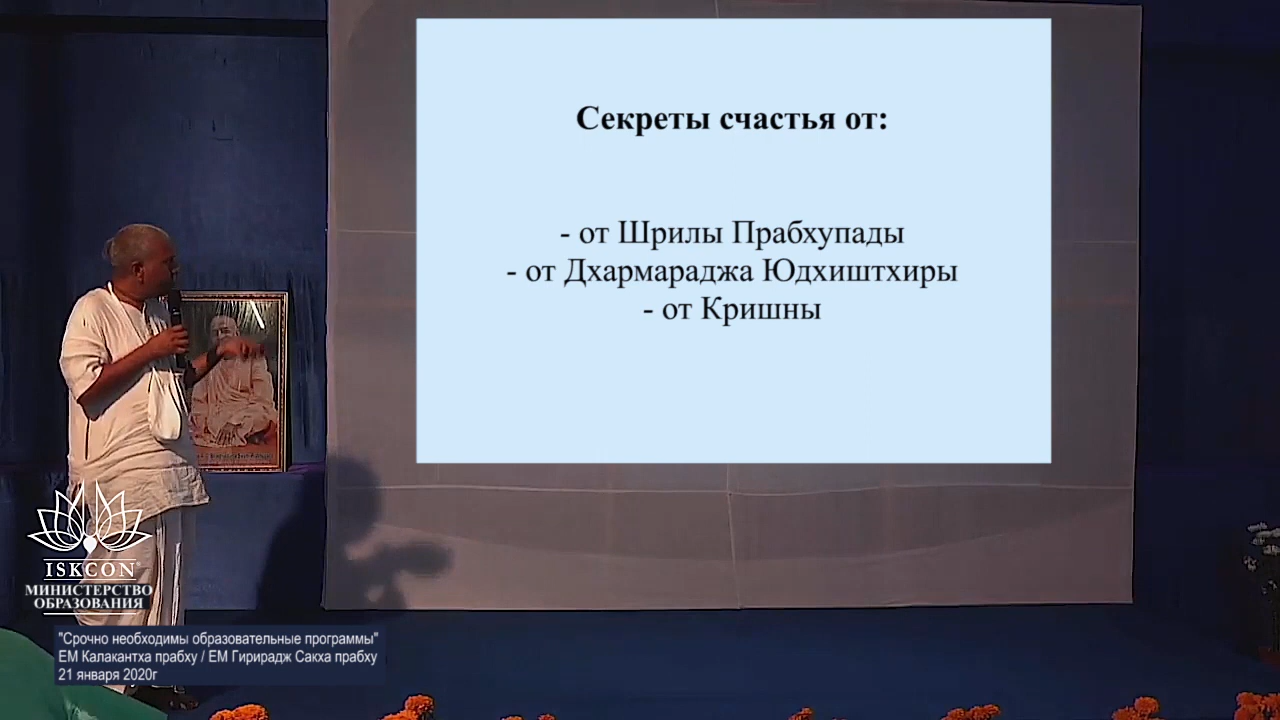 Секреты счастья от:
- от Шрилы Прабхупады
- от Дхармараджа Юдхиштхиры
- от Кришны
ISKCON
МИНИСТЕРСТВО
ОБРАЗОВАНИЯ
"Срочно необходимы образовательные программы"
ЕМ Калакантха прабху / ЕМ Гирирадж Сакха прабху
21 января 2020г